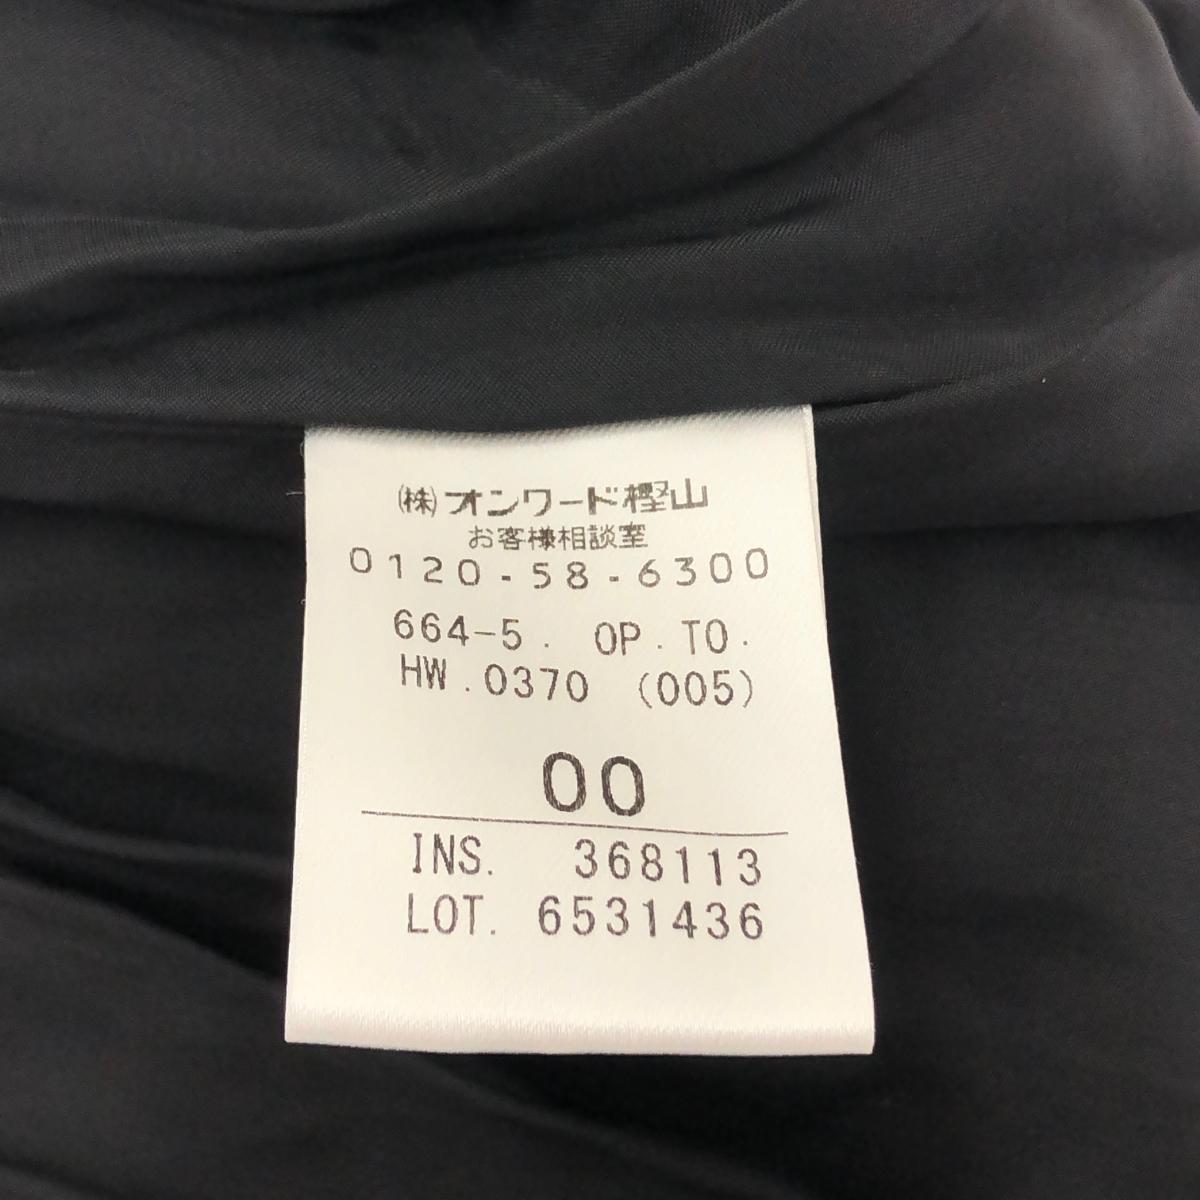 (株)オンワード樫山
お客様相談室
0120-58-6300
664-5. OP.TO.
HW.0370 (005)
00
INS. 368113
LOT. 6531436